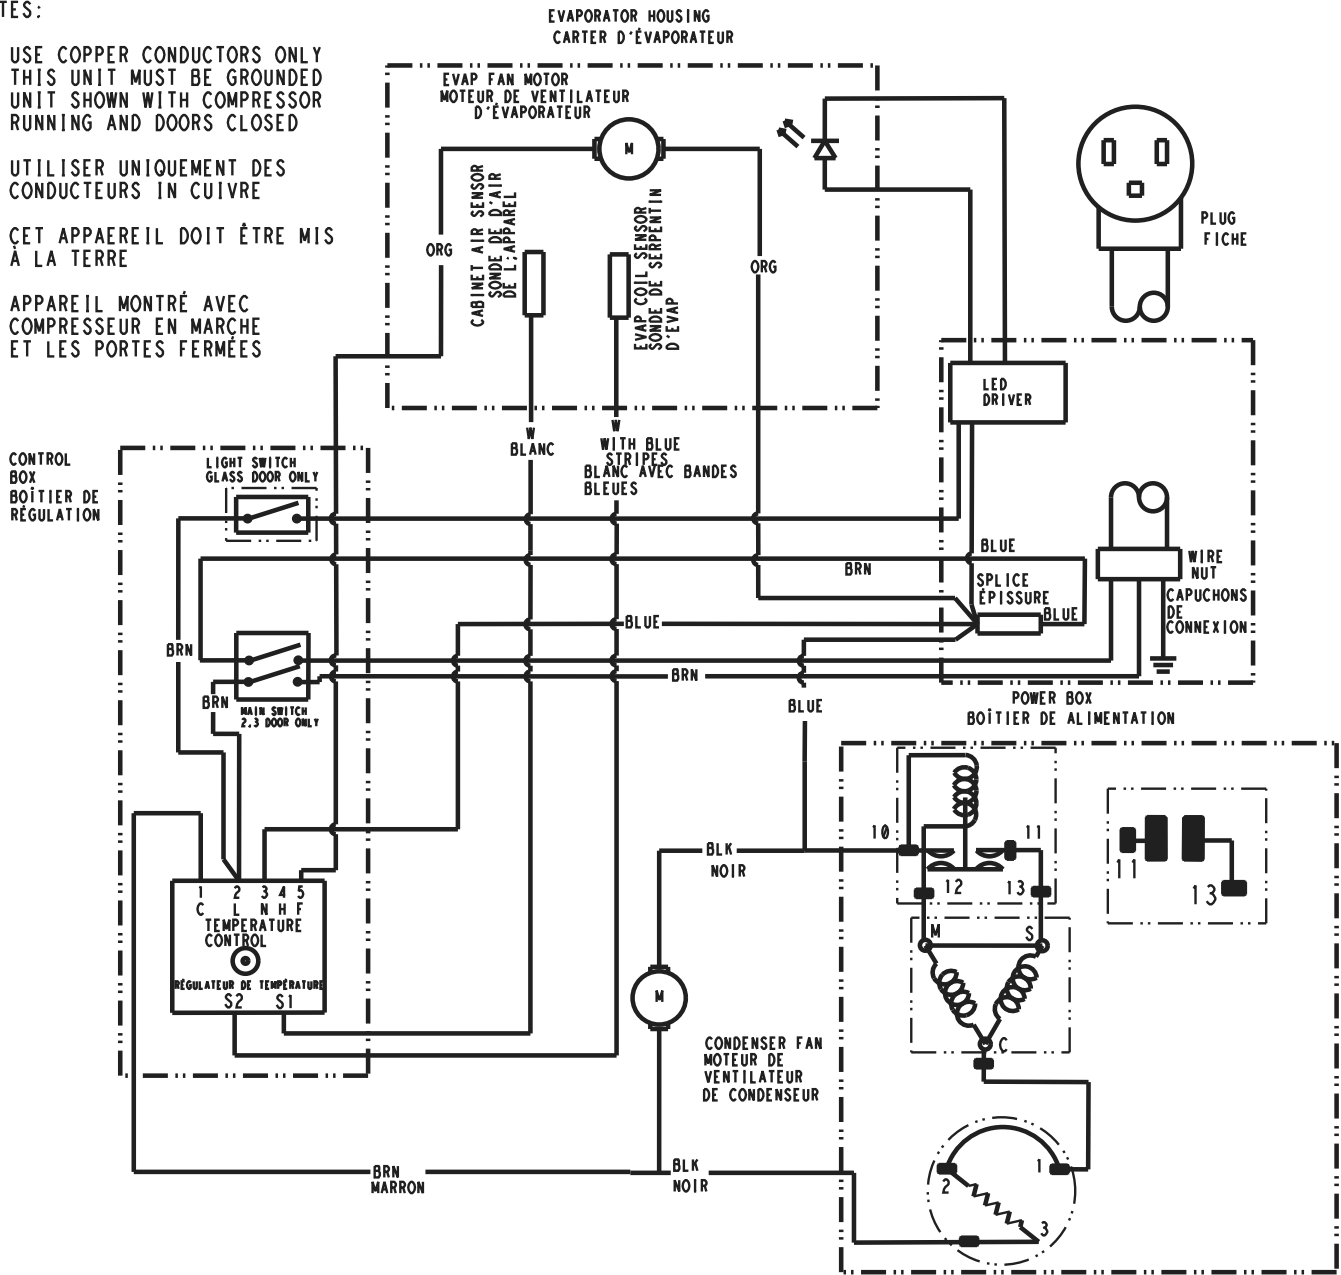 TES:
USE COPPER CONDUCTORS ONLY
THIS UNIT MUST BE GROUNDED
UNIT SHOWN WITH COMPRESSOR
RUNNING AND DOORS CLOSED
UTILISER UNIQUEMENT DES
CONDUCTEURS IN CUIVRE
CET APPAEREIL DOIT ÊTRE MIS
À LA TERRE
APPAREIL MONTRÉ AVEC
COMPRESSEUR EN MARCHE
ET LES PORTES FERMÉES
EVAPORATOR HOUSING
CARTER D'ÉVAPORATEUR
EVAP FAN MOTOR
MOTEUR DE VENTILATEUR
D'ÉVAPORATEUR
M
ORG
CABINET AIR SENSOR
SONDE DE D'AIR
DE L;APPAREL
EVAP COIL SENSOR
SONDE DE SERPENTIN
D'EVAP
ORG
PLUG
FICHE
LED
DRIVER
W
BLANC
W
WITH BLUE
STRIPES
BLANC AVEC BANDES
BLEUES
CONTROL
BOX
BOÎTIER DE
RÉGULATION
LIGHT SWITCH
GLASS DOOR ONLY
BLUE
BRN
SPLICE
ÉPISSURE
BLUE
WIRE
NUT
CAPUCHONS
DE
CONNEXION
BLUE
BRN
BRN
BRN
MAIN SWITCH
2.3 DOOR ONLY
BLUE
POWER BOX
BOÎTIER DE ALIMENTATION
10
11
12
13
11
13
BLK
NOIR
1 2 3 4 5
C L N H F
TEMPERATURE
CONTROL
RÉGULATEUR DE TEMPÉRATURE
S2 S1
M
S
C
M
CONDENSER FAN
MOTEUR DE
VENTILATEUR
DE CONDENSEUR
BRN
MARRON
BLK
NOIR
1
2
3